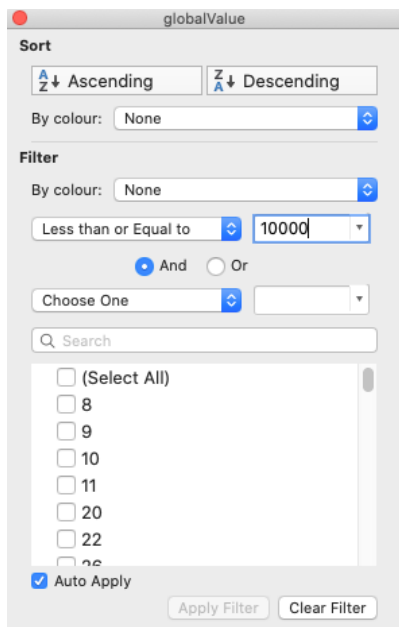 globalValue
Sort
A Z Ascending Z A Descending
By colour: None
Filter
By colour: None
Less than or Equal to 10000
And Or
Choose One
Search
(Select All)
8
9
10
11
20
22
26
Auto Apply
Apply Filter Clear Filter